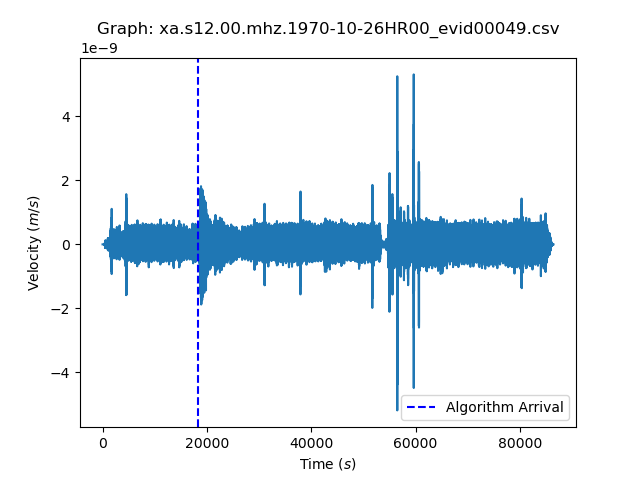 Graph: xa.s12.00.mhz.1970-10-26HR00_evid00049.csv
1e−9
4
2
0
−2
−4
Velocity (m/s)
0 20000 40000 60000 80000
Time (s)
Algorithm Arrival